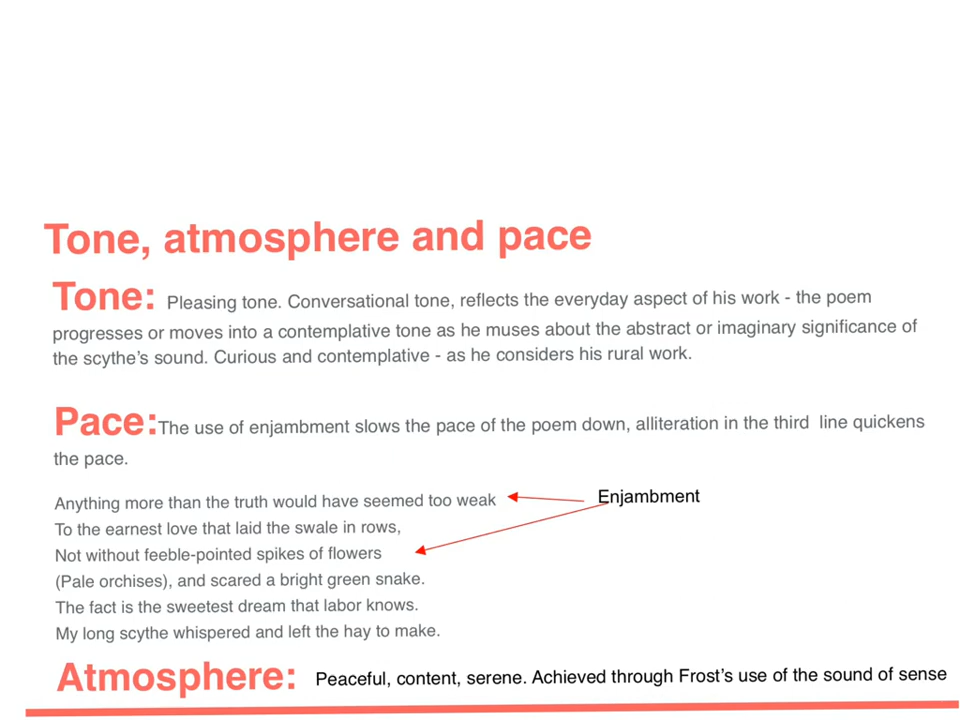 Tone, atmosphere and pace
Tone: Pleasing tone. Conversational tone, reflects the everyday aspect of his work - the poem
progresses or moves into a contemplative tone as he muses about the abstract or imaginary significance of
the scythe's sound. Curious and contemplative - as he considers his rural work.
Pace:The use of enjambment slows the pace of the poem down, alliteration in the third line quickens
the pace.
Anything more than the truth would have seemed too weak
Enjambment
To the earnest love that laid the swale in rows,
Not without feeble-pointed spikes of flowers
(Pale orchises), and scared a bright green snake.
The fact is the sweetest dream that labor knows.
My long scythe whispered and left the hay to make.
Atmosphere: Peaceful, content, serene. Achieved through Frost's use of the sound of sense